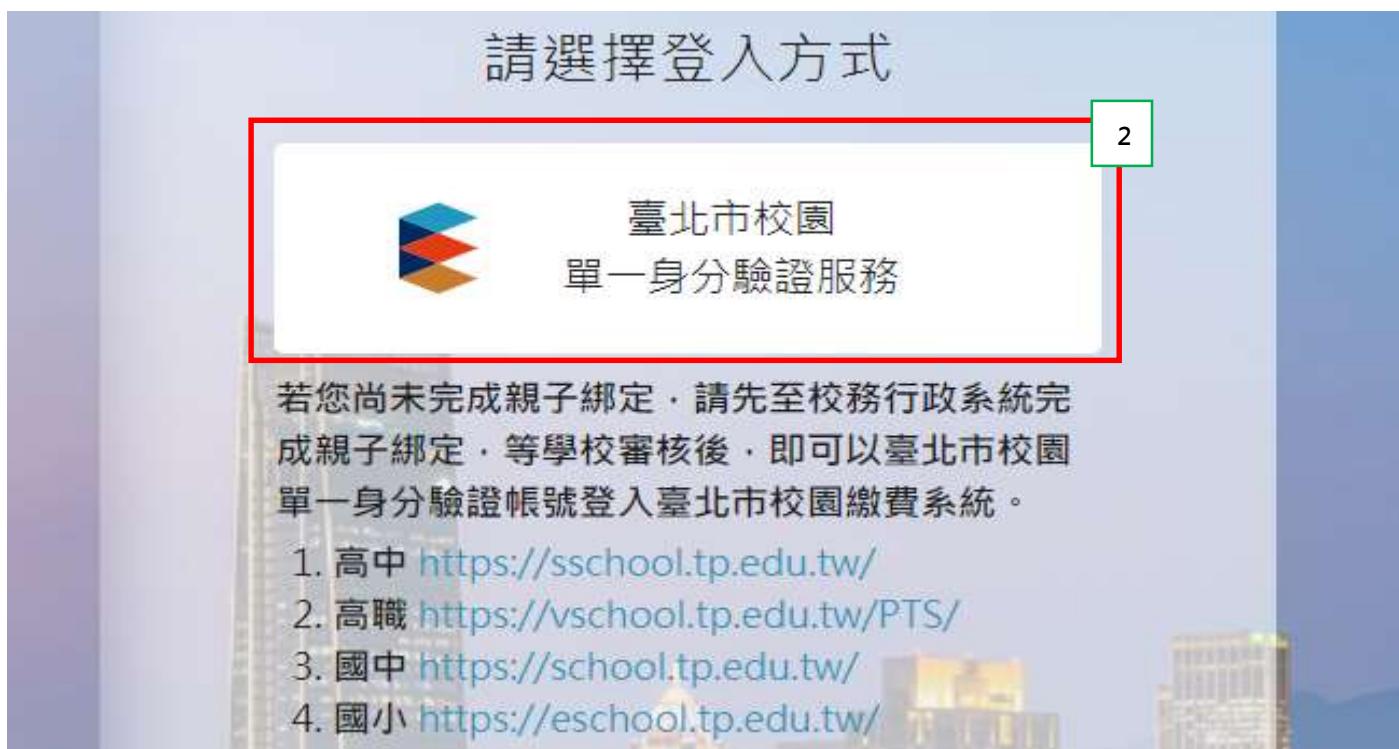 請選擇登入方式
2
臺北市校園
單一身分驗證服務
若您尚未完成親子綁定，請先至校務行政系統完
成親子綁定，等學校審核後，即可以臺北市校園
單一身分驗證帳號登入臺北市校園繳費系統。
1. 高中 https://sschool.tp.edu.tw/
2. 高職 https://vschool.tp.edu.tw/PTS/
3. 國中 https://school.tp.edu.tw/
4. 國小 https://eschool.tp.edu.tw/